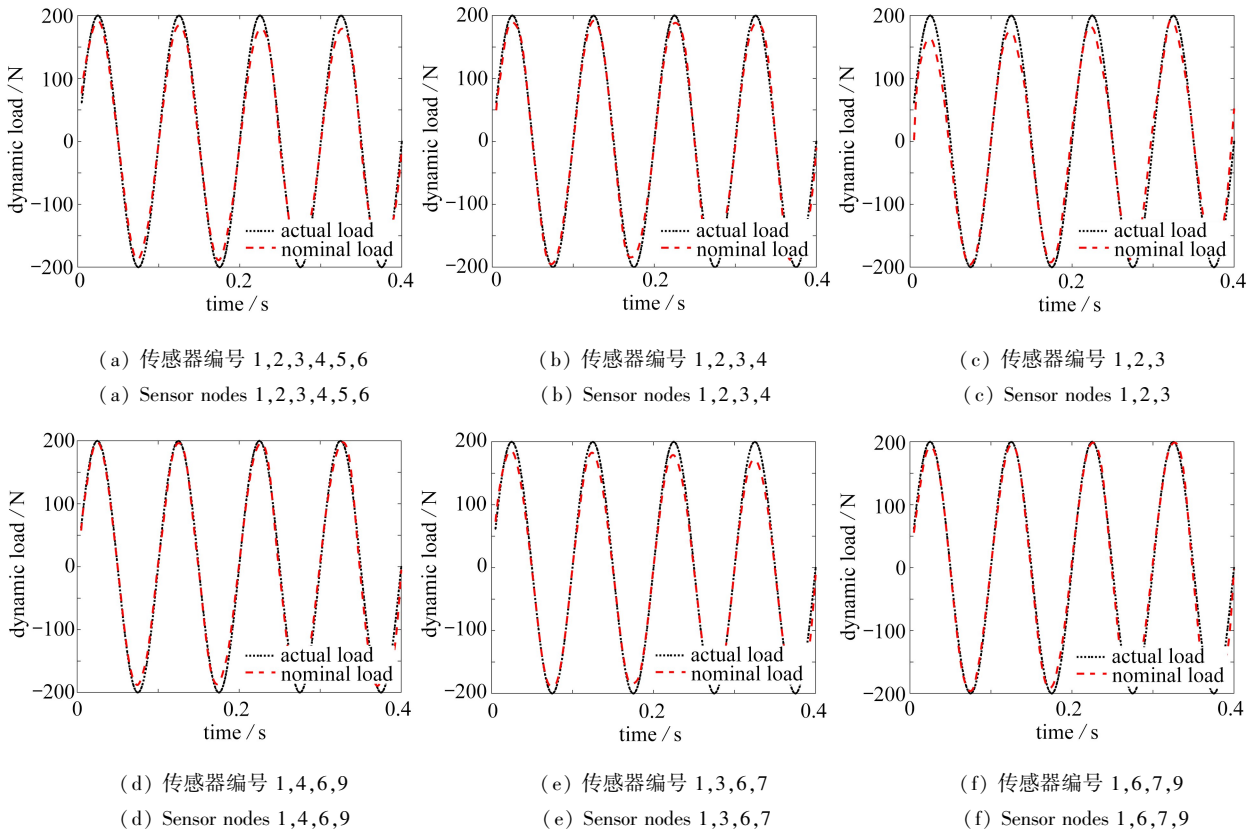 200
100
0
−100
−200
dynamic load / N
actual load
nominal load
0
0.2
0.4
time / s
200
100
0
−100
−200
dynamic load / N
actual load
nominal load
0
0.2
0.4
time / s
200
100
0
−100
−200
dynamic load / N
actual load
nominal load
0
0.2
0.4
time / s
(a) 传感器编号 1,2,3,4,5,6
(a) Sensor nodes 1,2,3,4,5,6
(b) 传感器编号 1,2,3,4
(b) Sensor nodes 1,2,3,4
(c) 传感器编号 1,2,3
(c) Sensor nodes 1,2,3
200
100
0
−100
−200
dynamic load / N
actual load
nominal load
0
0.2
0.4
time / s
200
100
0
−100
−200
dynamic load / N
actual load
nominal load
0
0.2
0.4
time / s
200
100
0
−100
−200
dynamic load / N
actual load
nominal load
0
0.2
0.4
time / s
(d) 传感器编号 1,4,6,9
(d) Sensor nodes 1,4,6,9
(e) 传感器编号 1,3,6,7
(e) Sensor nodes 1,3,6,7
(f) 传感器编号 1,6,7,9
(f) Sensor nodes 1,6,7,9